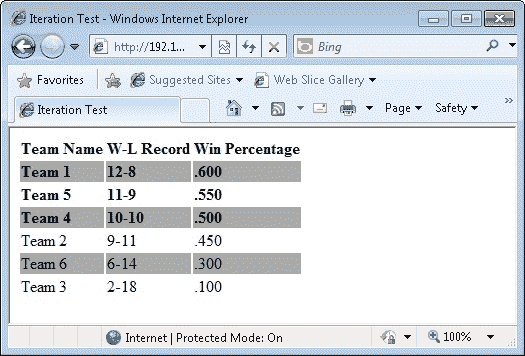 Iteration Test - Windows Internet Explorer
http://192.1...
Bing
Favorites Suggested Sites Web Slice Gallery
Iteration Test Page Safety »
Team Name W-L Record Win Percentage
Team 1 12-8 .600
Team 5 11-9 .550
Team 4 10-10 .500
Team 2 9-11 .450
Team 6 6-14 .300
Team 3 2-18 .100
Internet | Protected Mode: On 100%